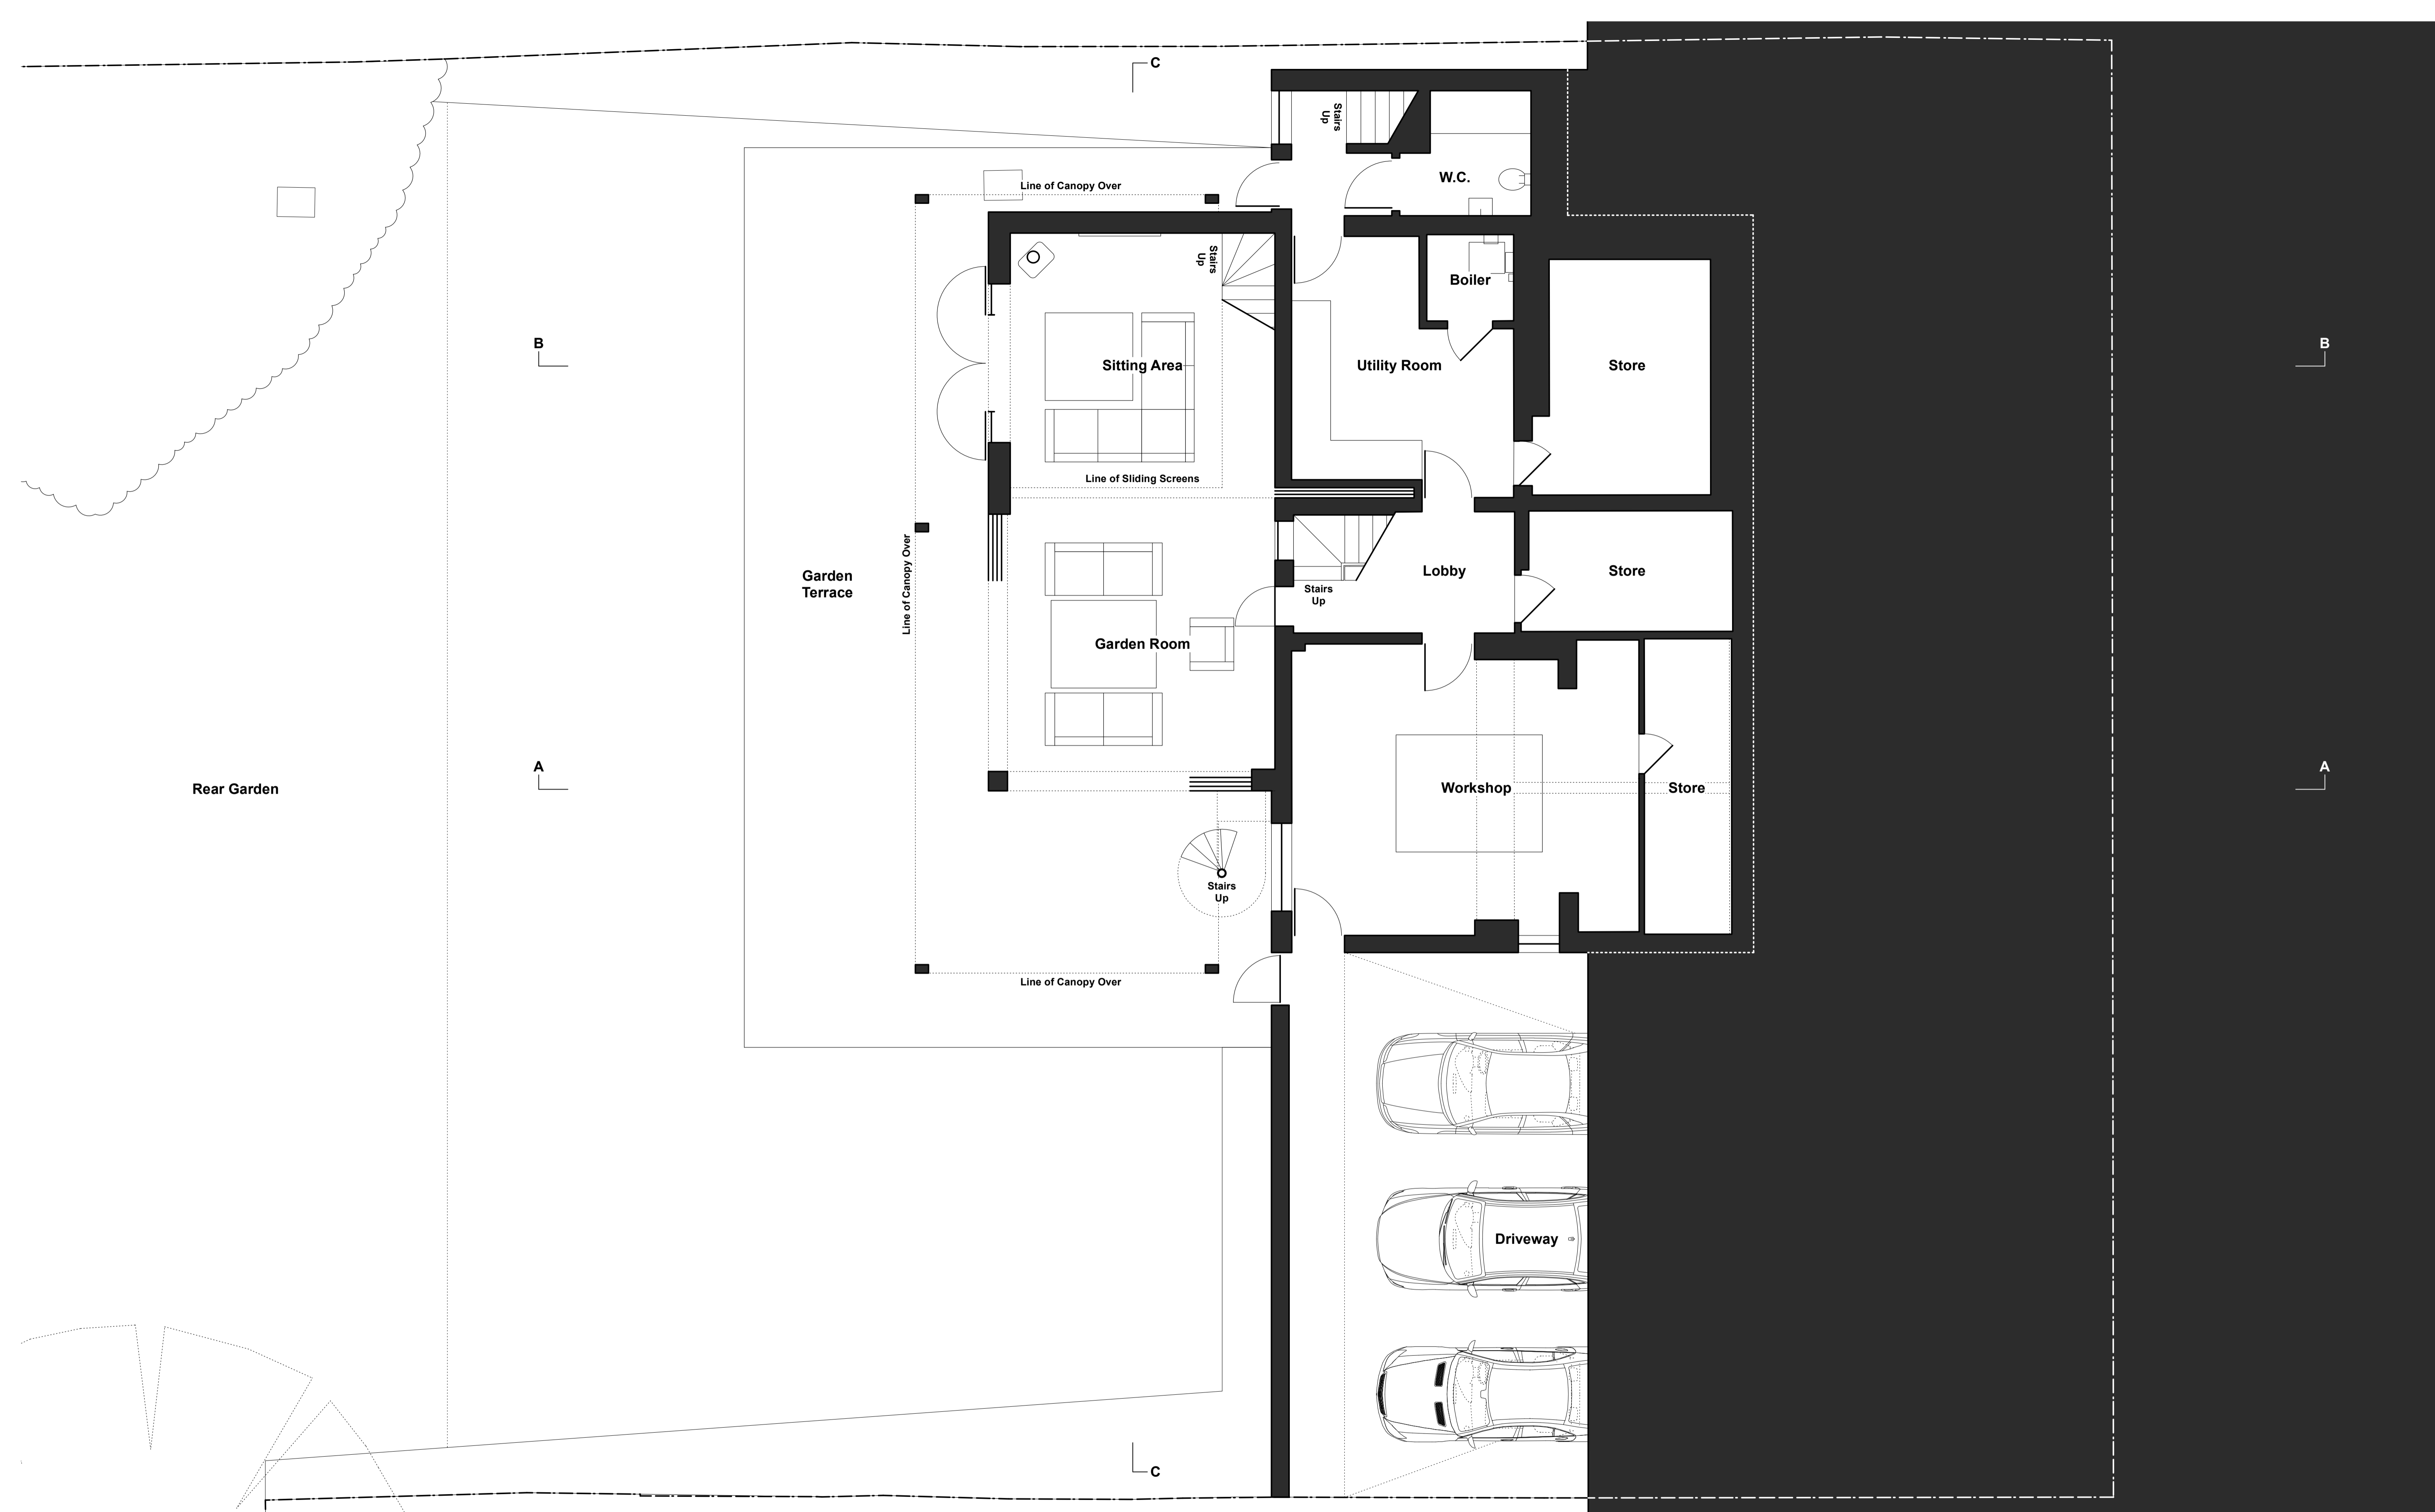 C
Stairs
Up
W.C.
Line of Canopy Over
Stairs
Up
Boiler
B
Sitting Area
Utility Room
Store
B
Line of Sliding Screens
Garden
Terrace
Line of Canopy Over
Stairs
Up
Lobby
Store
Garden Room
A
Rear Garden
Workshop
Store
A
Stairs
Up
Line of Canopy Over
Driveway
C